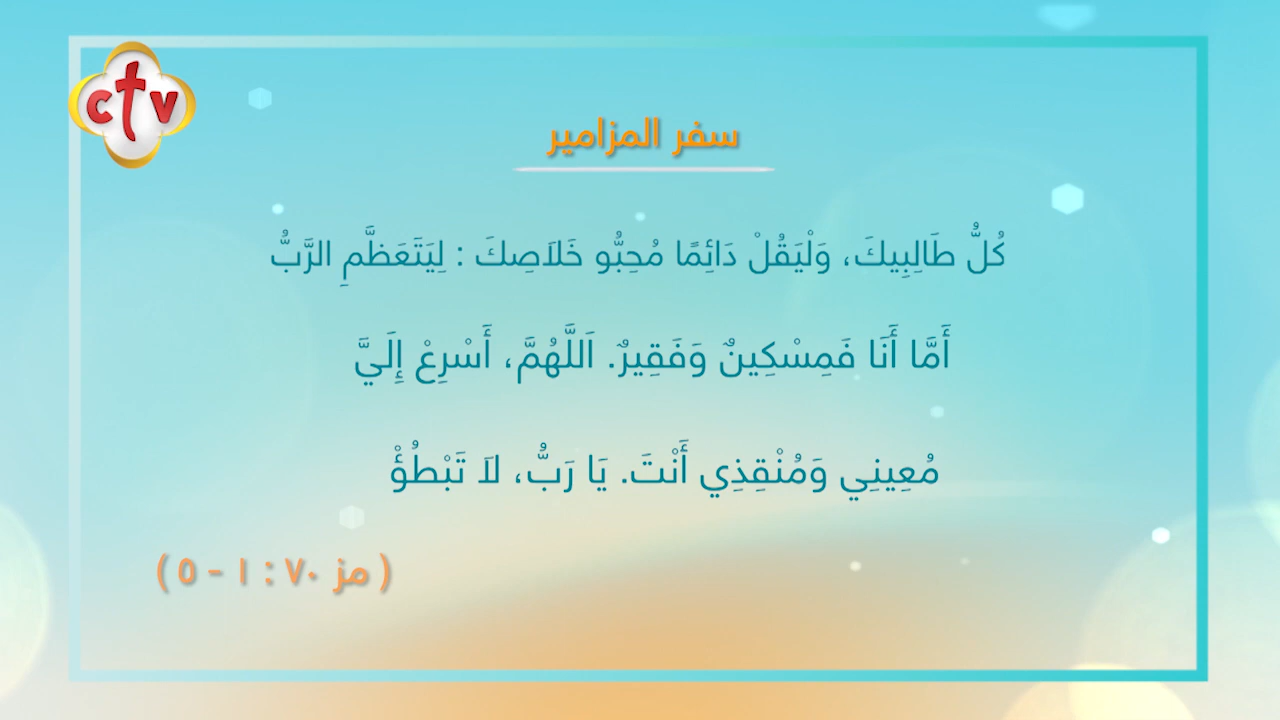 ctv
سفر المزامير
كُلُّ طَالِبِيكَ، وَلْيَقُلْ دَائِمًا مُحِبُّو خَلاَصِكَ : لِيَتَعَظَّمِ الرَّبُّ
أَمَّا أَنَا فَمِسْكِينٌ وَفَقِيرٌ. اَللَّهُمَّ، أَسْرِعْ إِلَيَّ
مُعِينِي وَمُنْقِذِي أَنْتَ. يَا رَبُّ، لاَ تَبْطُؤْ
( مز ٧٠ : ١ - ٥ )